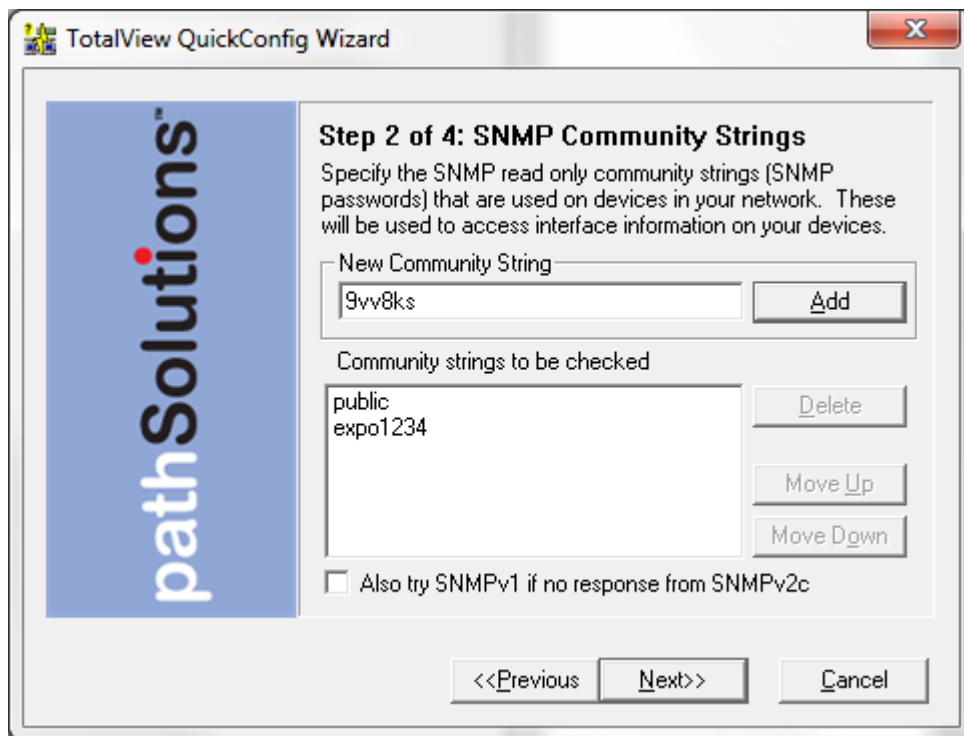 TotalView QuickConfig Wizard
pathSolutions™
Step 2 of 4: SNMP Community Strings
Specify the SNMP read only community strings (SNMP
passwords) that are used on devices in your network.  These
will be used to access interface information on your devices.
New Community String
9vv8ks
Add
Community strings to be checked
public
expo1234
Delete
Move Up
Move Down
Also try SNMPv1 if no response from SNMPv2c
<<Previous
Next>>
Cancel